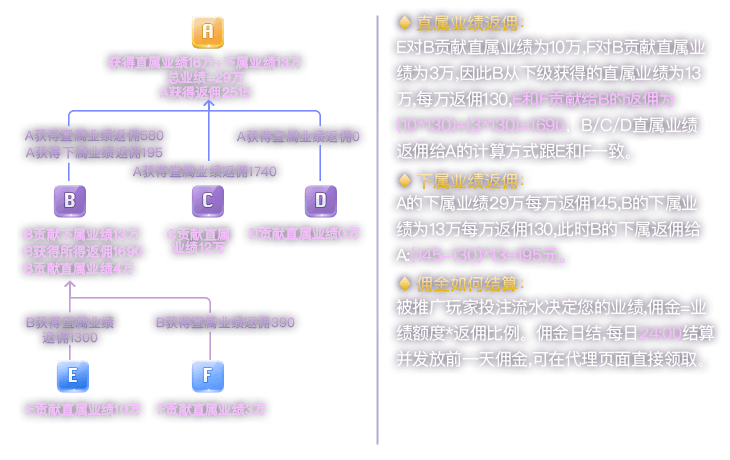 A
获得直属业绩16万+下属业绩13万
总业绩=29万
A获得返佣2515
A获得直属业绩返佣580
A获得下属业绩返佣195
A获得直属业绩返佣1740
A获得直属业绩返佣0
B
C
D
B贡献下属业绩13万
B获得所得返佣1690
B贡献直属业绩4万
C贡献直属
业绩12万
D贡献直属业绩0万
B获得直属业绩
返佣1300
B获得直属业绩返佣390
E
F
E贡献直属业绩10万
F贡献直属业绩3万
直属业绩返佣:
E对B贡献直属业绩为10万,F对B贡献直属业
绩为3万,因此B从下级获得的直属业绩为13
万,每万返佣130,E和F贡献给B的返佣为
(10*130)+(3*130)=1690。B/C/D直属业绩
返佣给A的计算方式跟E和F一致。
下属业绩返佣:
A的下属业绩29万每万返佣145,B的下属业
绩为13万每万返佣130,此时B的下属返佣给
A:(145-130)*13=195元。
佣金如何结算:
被推广玩家投注流水决定您的业绩,佣金=业
绩额度*返佣比例。佣金日结,每日24:00结算
并发放前一天佣金,可在代理页面直接领取。